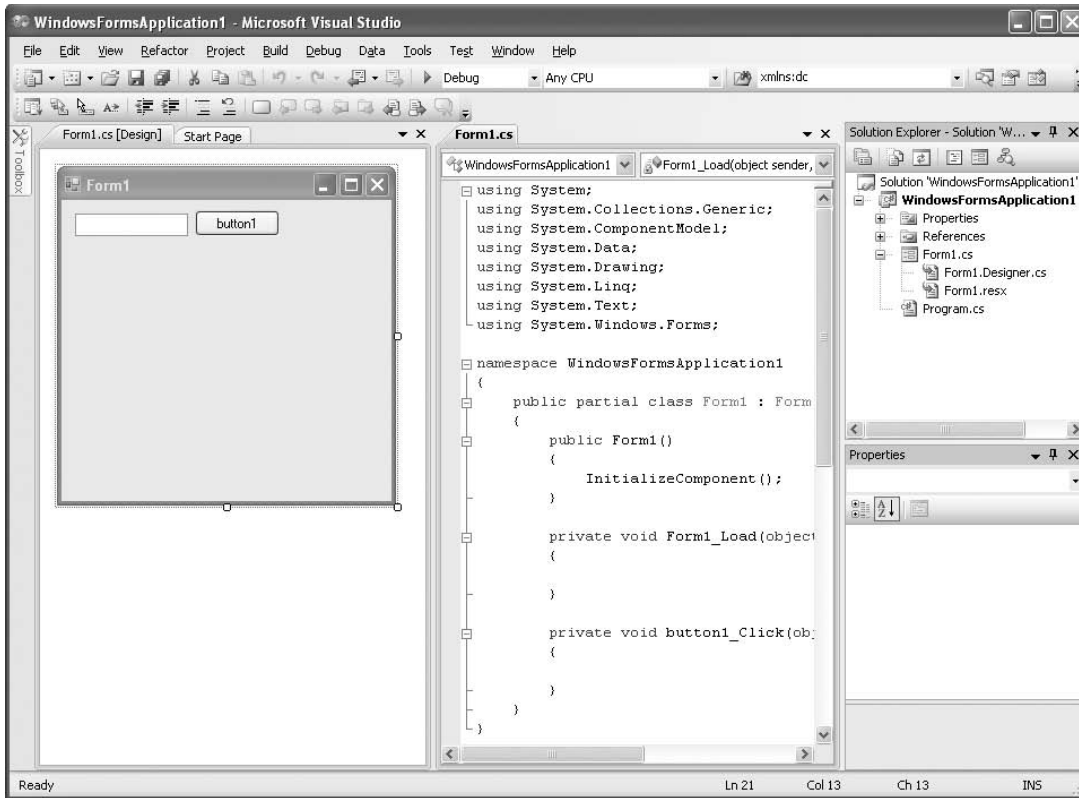 WindowsFormsApplication1 - Microsoft Visual Studio
File Edit View Refactor Project Build Debug Data Tools Test Window Help
Debug Any CPU xmlns:dc
Toolbox
Form1.cs [Design] Start Page
Form1
button1
Form1.cs
WindowsFormsApplication1 Form1_Load(object sender,
using System;
using System.Collections.Generic;
using System.ComponentModel;
using System.Data;
using System.Drawing;
using System.Linq;
using System.Text;
using System.Windows.Forms;
namespace WindowsFormsApplication1
{
public partial class Form1 : Form
{
public Form1()
{
InitializeComponent();
}
private void Form1_Load(object
{
}
private void button1_Click(obj
{
}
}
}
Solution Explorer - Solution 'W...
Solution 'WindowsFormsApplication1'
WindowsFormsApplication1
Properties
References
Form1.cs
Form1.Designer.cs
Form1.resx
Program.cs
Properties
Ready Ln 21 Col 13 Ch 13 INS